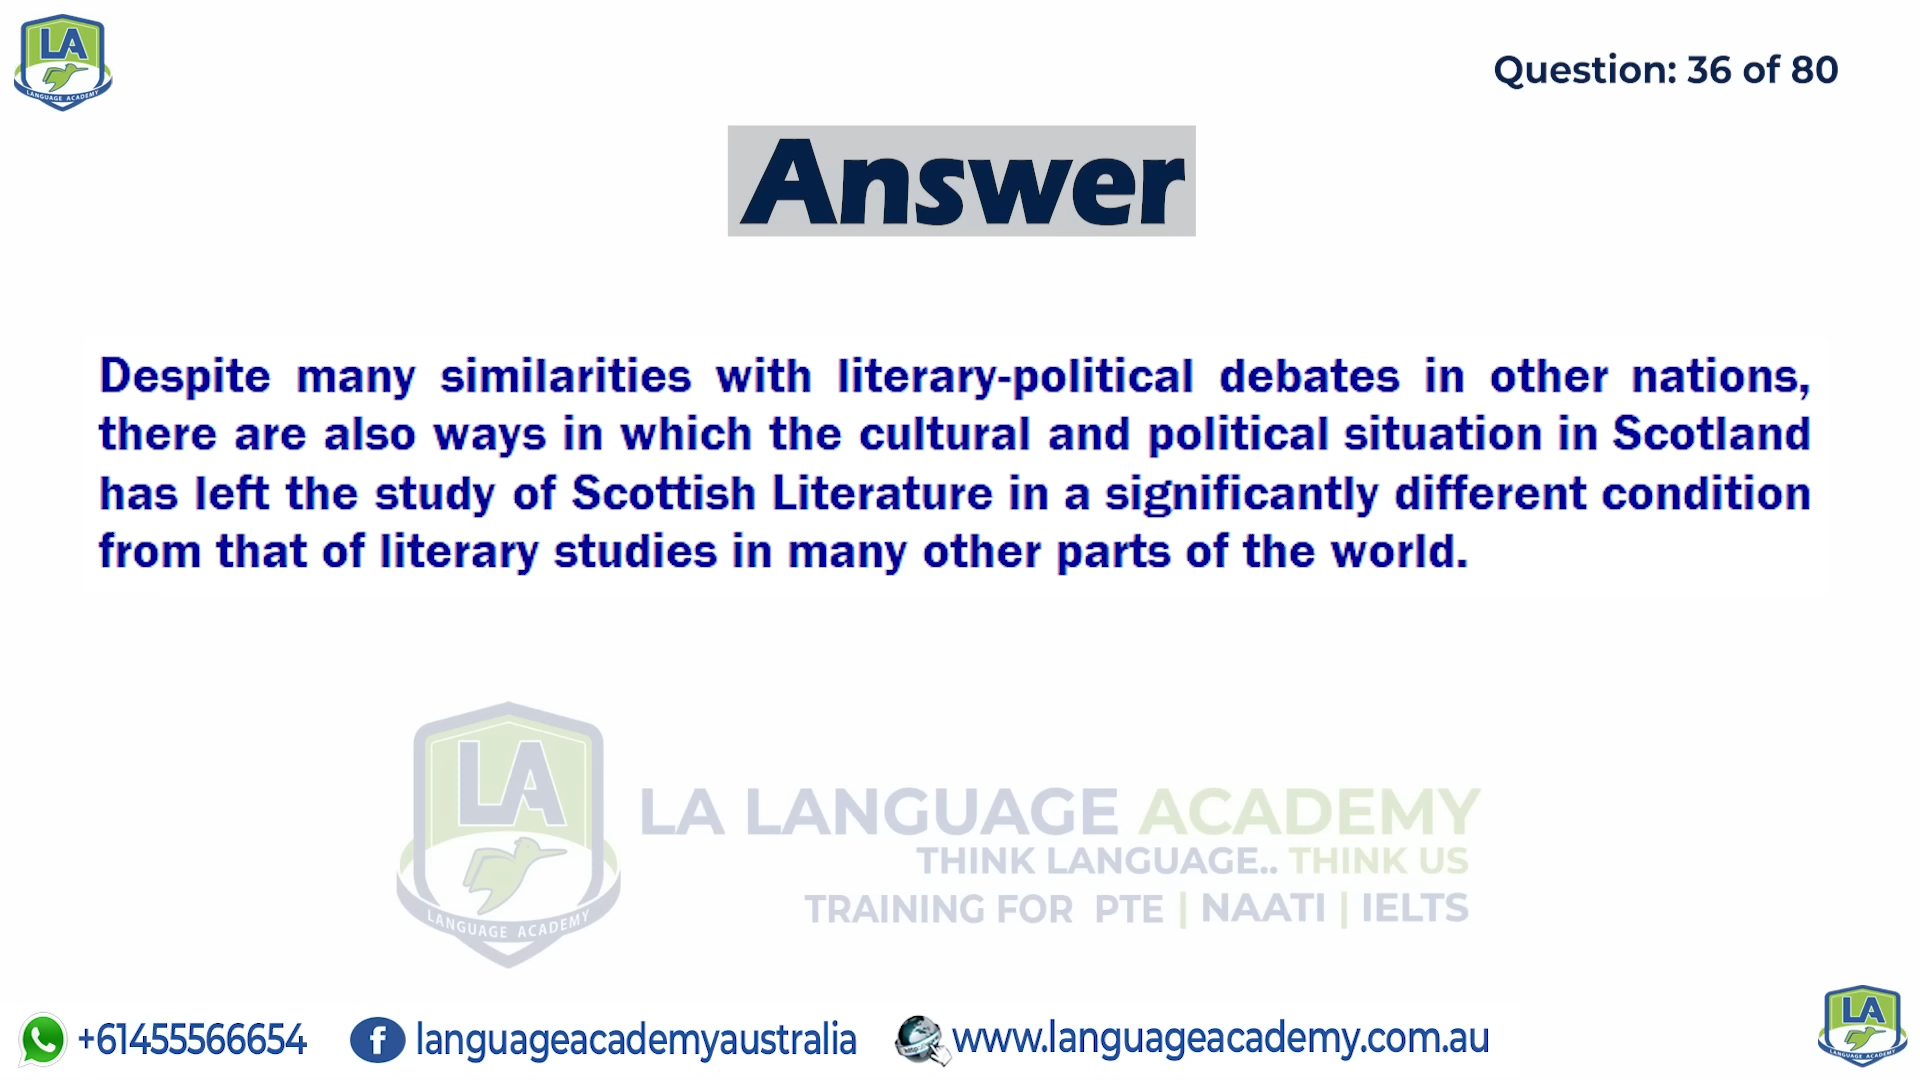 LA
LANGUAGE ACADEMY
Question: 36 of 80
Answer
Despite many similarities with literary-political debates in other nations,
there are also ways in which the cultural and political situation in Scotland
has left the study of Scottish Literature in a significantly different condition
from that of literary studies in many other parts of the world.
LA
LANGUAGE ACADEMY
LA LANGUAGE ACADEMY
THINK LANGUAGE.. THINK US
TRAINING FOR PTE | NAATI | IELTS
+61455566654
f languageacademyaustralia
www.languageacademy.com.au
LA
LANGUAGE ACADEMY